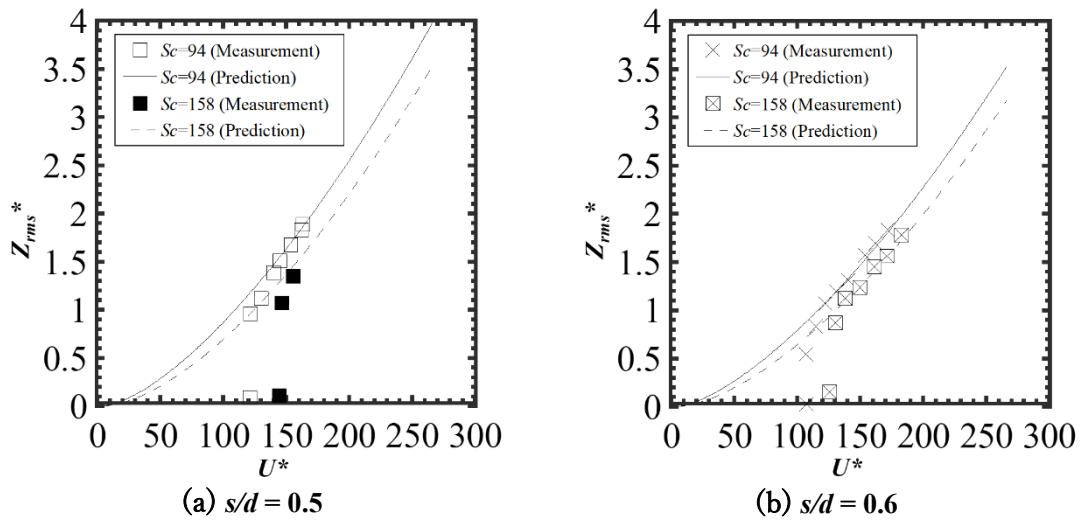 4
3.5
3
2.5
2
1.5
1
0.5
0
Zrms*
Sc=94 (Measurement)
Sc=94 (Prediction)
Sc=158 (Measurement)
Sc=158 (Prediction)
0 50 100 150 200 250 300
U*
(a) s/d = 0.5
4
3.5
3
2.5
2
1.5
1
0.5
0
Zrms*
Sc=94 (Measurement)
Sc=94 (Prediction)
Sc=158 (Measurement)
Sc=158 (Prediction)
0 50 100 150 200 250 300
U*
(b) s/d = 0.6